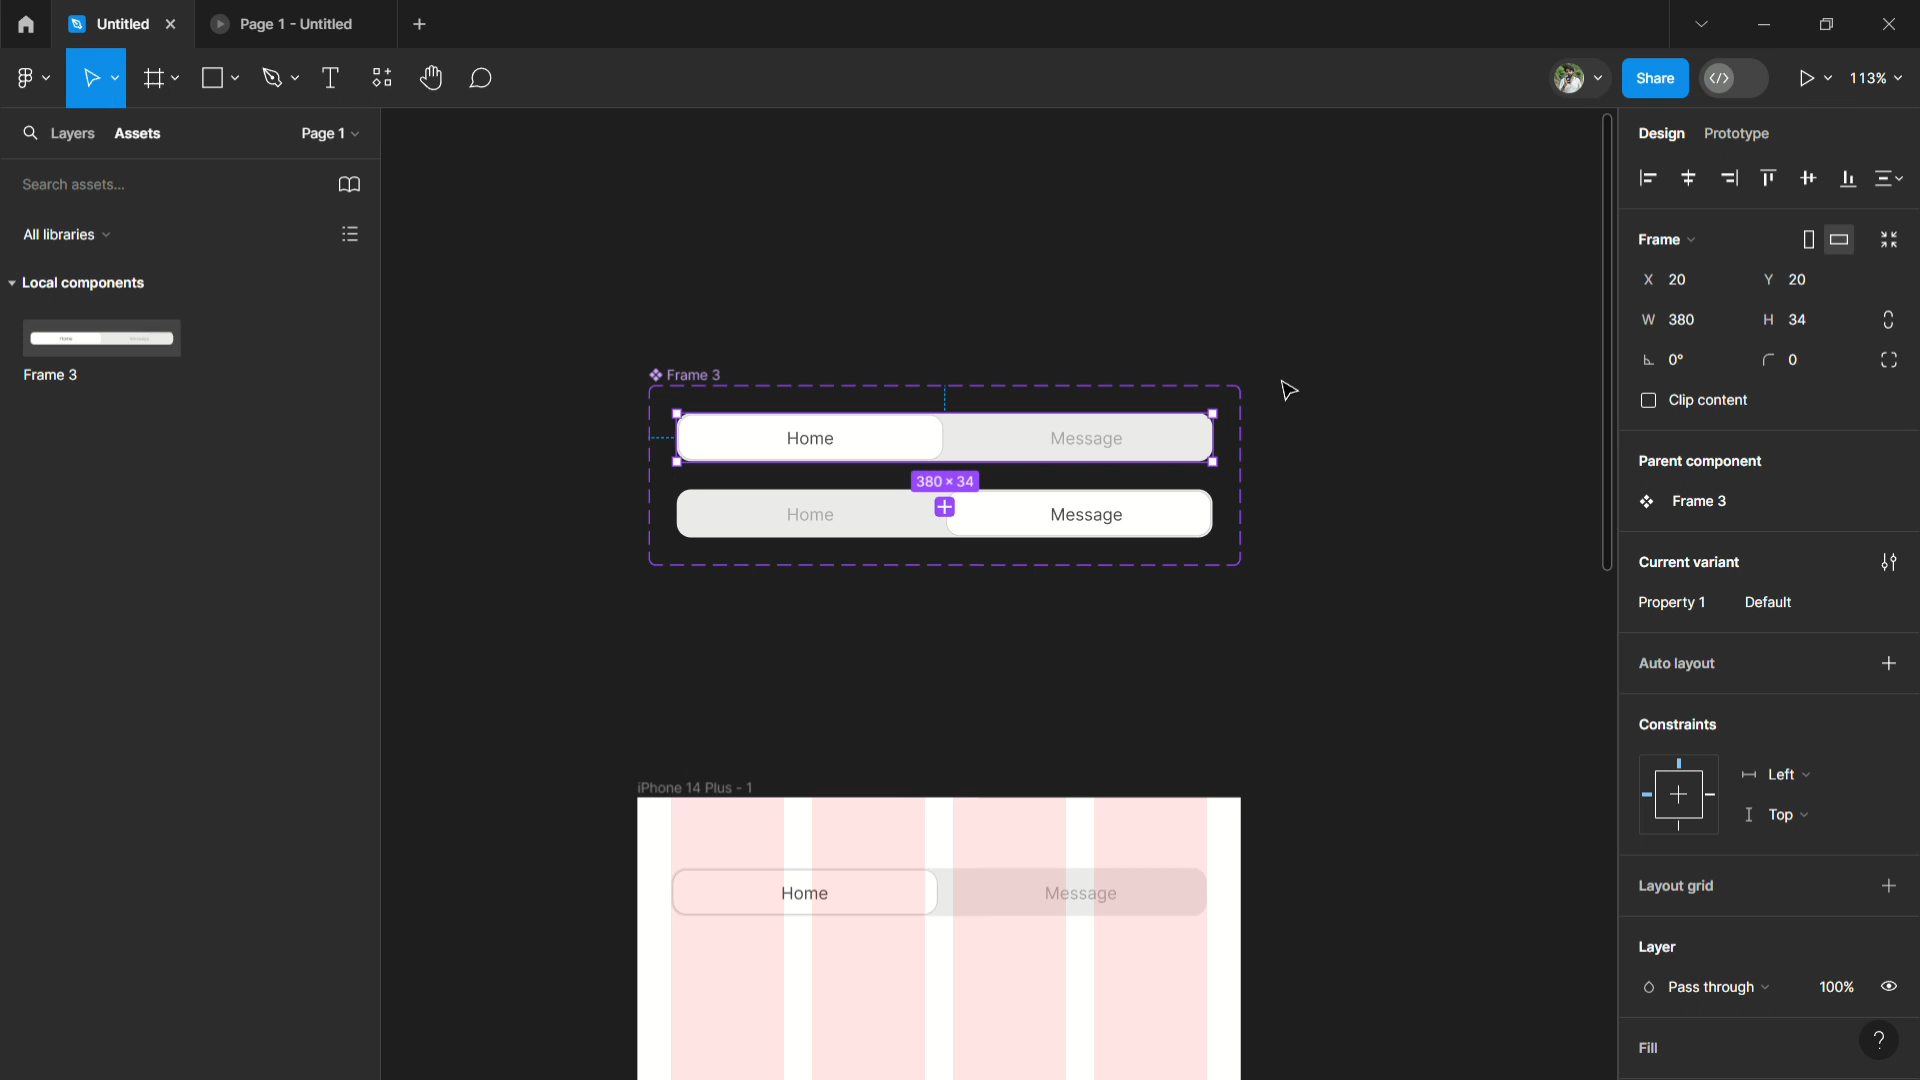 Untitled
Page 1 - Untitled
Share
113%
Layers
Assets
Page 1
Search assets...
All libraries
Local components
Home
Message
Frame 3
Frame 3
Home
Message
380 × 34
Home
Message
iPhone 14 Plus - 1
Home
Message
Design
Prototype
Frame
X 20
Y 20
W 380
H 34
0°
0
Clip content
Parent component
Frame 3
Current variant
Property 1
Default
Auto layout
Constraints
Left
Top
Layout grid
Layer
Pass through
100%
Fill
?